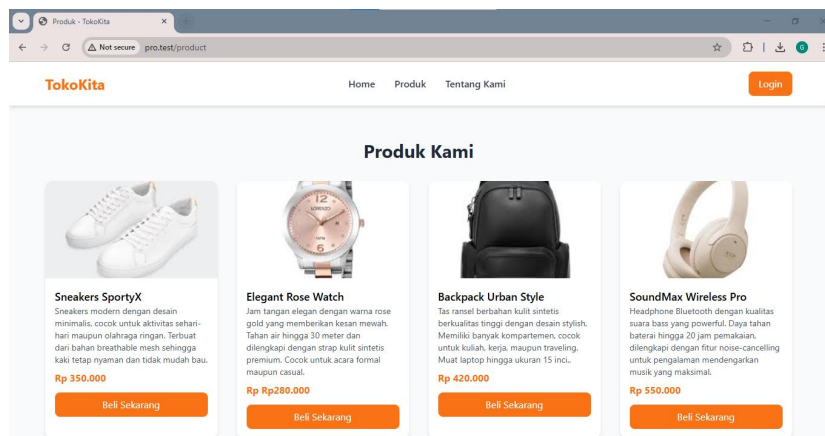 Produk - TokoKita
Not secure pro.test/product
G
TokoKita
Home Produk Tentang Kami
Login
Produk Kami
12
LORENZO
6
Sneakers SportyX
Sneakers modern dengan desain
minimalis, cocok untuk aktivitas sehari-
hari maupun olahraga ringan. Terbuat
dari bahan breathable mesh sehingga
kaki tetap nyaman dan tidak mudah bau.
Rp 350.000
Beli Sekarang
Elegant Rose Watch
Jam tangan elegan dengan warna rose
gold yang memberikan kesan mewah.
Tahan air hingga 30 meter dan
dilengkapi dengan strap kulit sintetis
premium. Cocok untuk acara formal
maupun casual.
Rp Rp280.000
Beli Sekarang
Backpack Urban Style
Tas ransel berbahan kulit sintetis
berkualitas tinggi dengan desain stylish.
Memiliki banyak kompartemen, cocok
untuk kuliah, kerja, maupun traveling.
Muat laptop hingga ukuran 15 inci..
Rp 420.000
Beli Sekarang
SoundMax Wireless Pro
Headphone Bluetooth dengan kualitas
suara bass yang powerful. Daya tahan
baterai hingga 20 jam pemakaian,
dilengkapi dengan fitur noise-cancelling
untuk pengalaman mendengarkan
musik yang maksimal.
Rp 550.000
Beli Sekarang